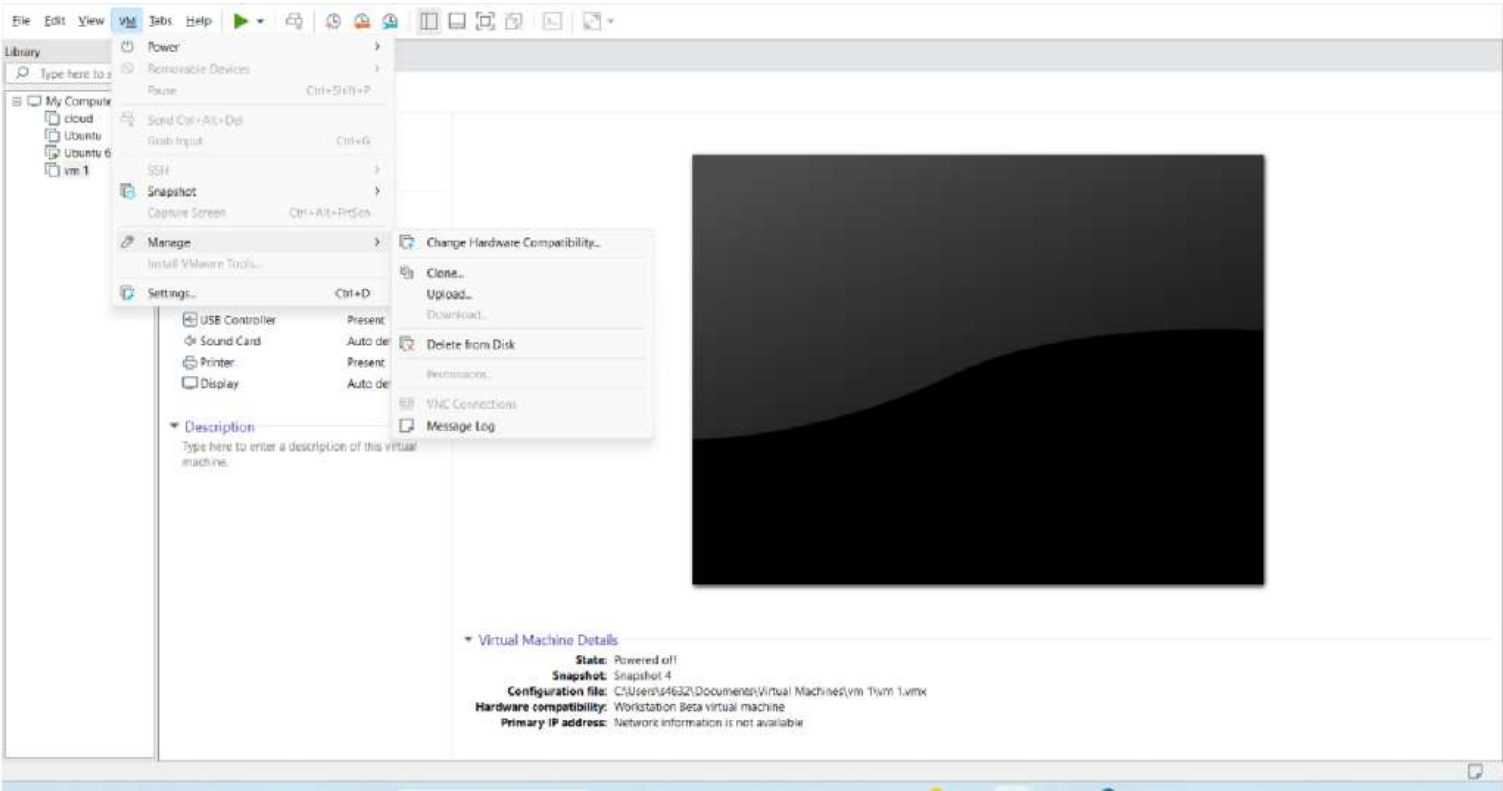 File Edit View VM Tabs Help
Library
Type here to s
My Compute
cloud
Ubuntu
Ubuntu 6
vm 1
Power
Removable Devices
Pause Ctrl+Shift+P
Send Ctrl+Alt+Del
Grab Input Ctrl+G
SSH
Snapshot
Capture Screen Ctrl+Alt+PrtScn
Manage
Install VMware Tools...
Settings... Ctrl+D
Change Hardware Compatibility...
Clone...
Upload...
Download...
Delete from Disk
Permissions...
VNC Connections
Message Log
USB Controller Present
Sound Card Auto de
Printer Present
Display Auto de
Description
Type here to enter a description of this virtual
machine.
Virtual Machine Details
State: Powered off
Snapshot: Snapshot 4
Configuration file: C:\Users\s4632\Documents\Virtual Machines\vm 1\vm 1.vmx
Hardware compatibility: Workstation Beta virtual machine
Primary IP address: Network information is not available